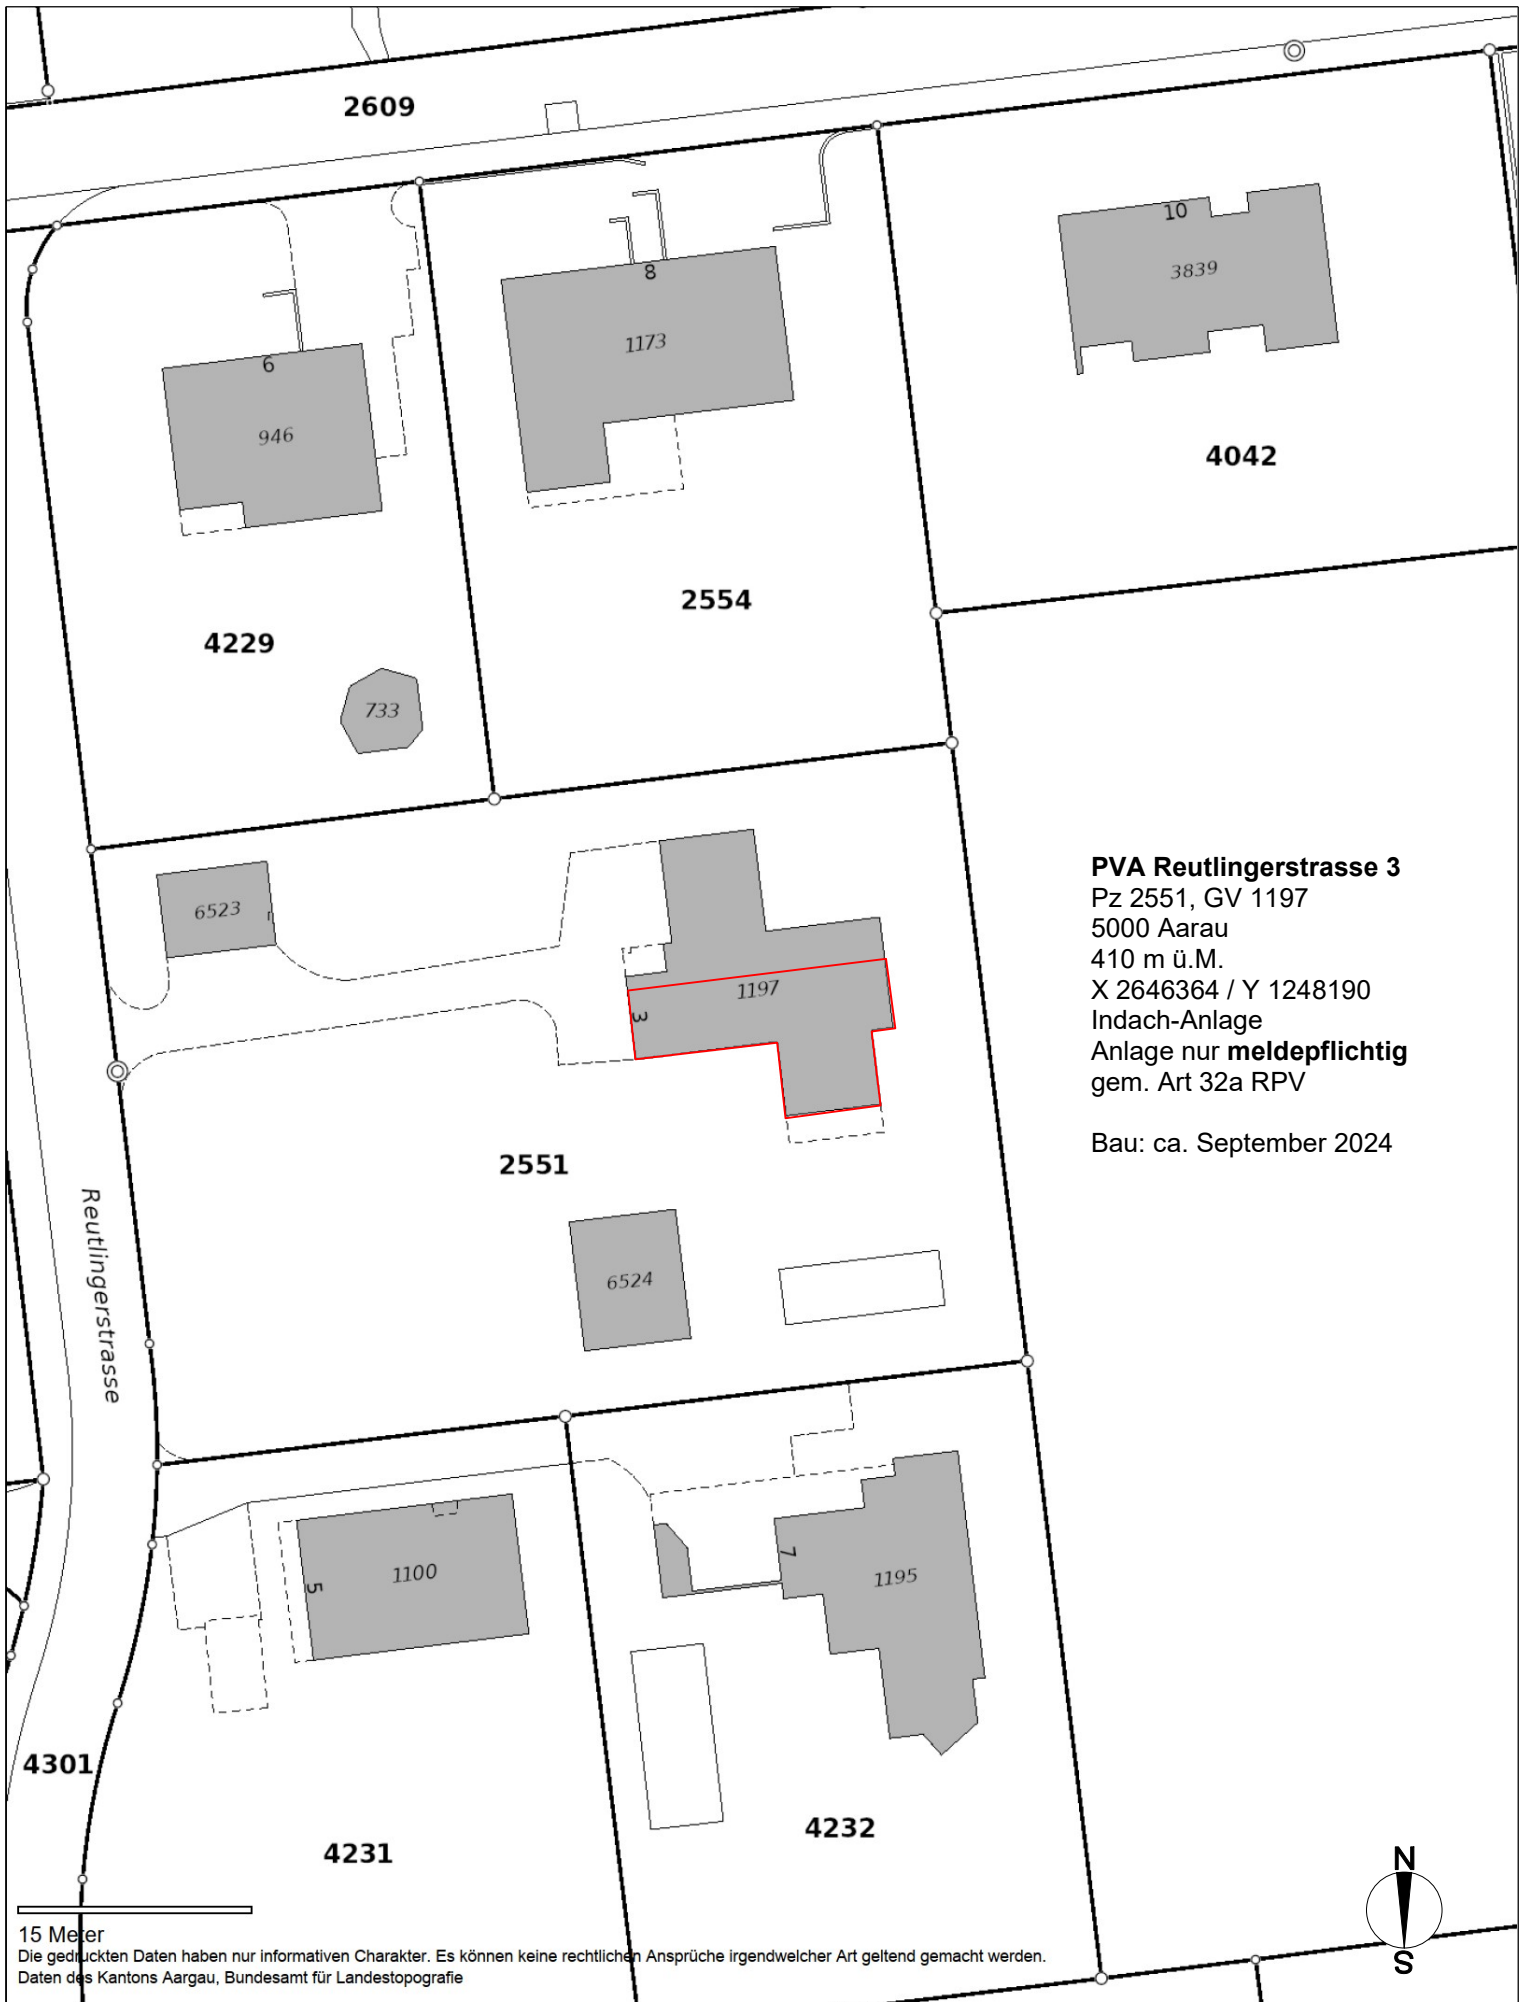 2609
10
3839
8
1173
6
946
4042
2554
4229
733
PVA Reutlingerstrasse 3
Pz 2551, GV 1197
5000 Aarau
410 m ü.M.
X 2646364 / Y 1248190
Indach-Anlage
Anlage nur meldepflichtig
gem. Art 32a RPV
Bau: ca. September 2024
6523
1197
3
2551
Reutlingerstrasse
6524
7
1195
1100
5
4301
4232
4231
N
S
15 Meter
Die gedruckten Daten haben nur informativen Charakter. Es können keine rechtlichen Ansprüche irgendwelcher Art geltend gemacht werden.
Daten des Kantons Aargau, Bundesamt für Landestopografie